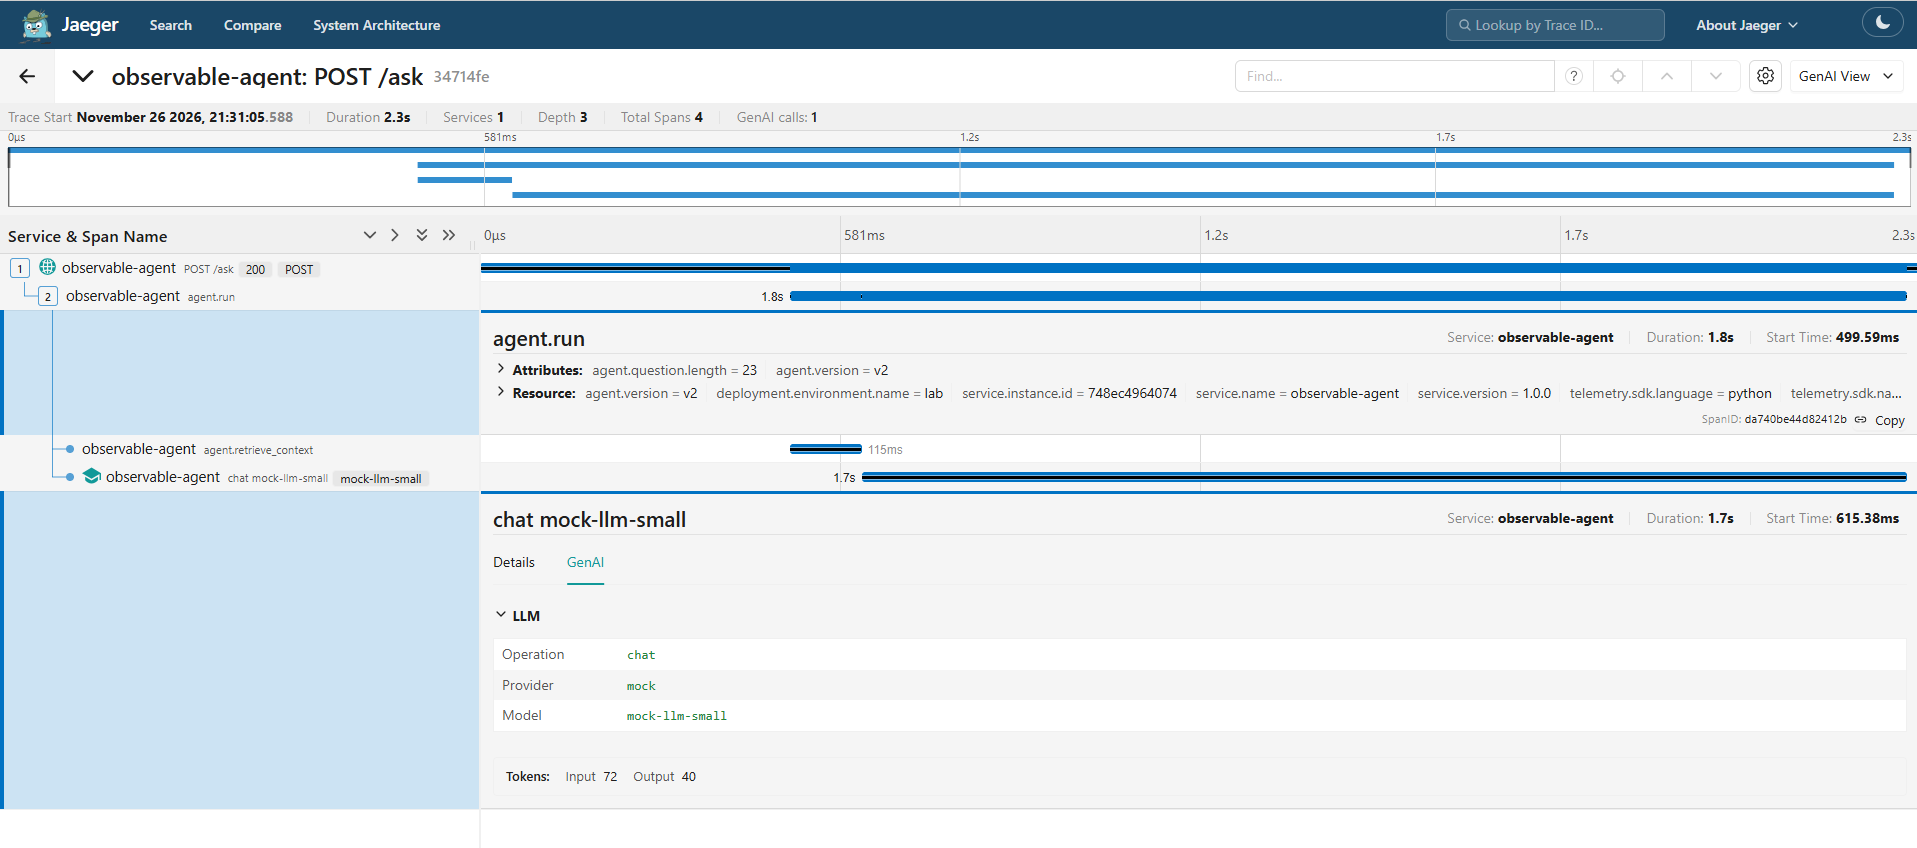 Jaeger Search Compare System Architecture Lookup by Trace ID... About Jaeger
observable-agent: POST /ask 34714fe Find... ? GenAI View
Trace Start November 26 2026, 21:31:05.588 Duration 2.3s Services 1 Depth 3 Total Spans 4 GenAI calls: 1
0μs 581ms 1.2s 1.7s 2.3s
Service & Span Name 0μs 581ms 1.2s 1.7s 2.3s
1 observable-agent POST /ask 200 POST
2 observable-agent agent.run 1.8s
agent.run Service: observable-agent Duration: 1.8s Start Time: 499.59ms
Attributes: agent.question.length = 23 agent.version = v2
Resource: agent.version = v2 deployment.environment.name = lab service.instance.id = 748ec4964074 service.name = observable-agent service.version = 1.0.0 telemetry.sdk.language = python telemetry.sdk.na...
SpanID: da740be44d82412b Copy
observable-agent agent.retrieve_context 115ms
observable-agent chat mock-llm-small mock-llm-small 1.7s
chat mock-llm-small Service: observable-agent Duration: 1.7s Start Time: 615.38ms
Details GenAI
LLM
Operation chat
Provider mock
Model mock-llm-small
Tokens: Input 72 Output 40